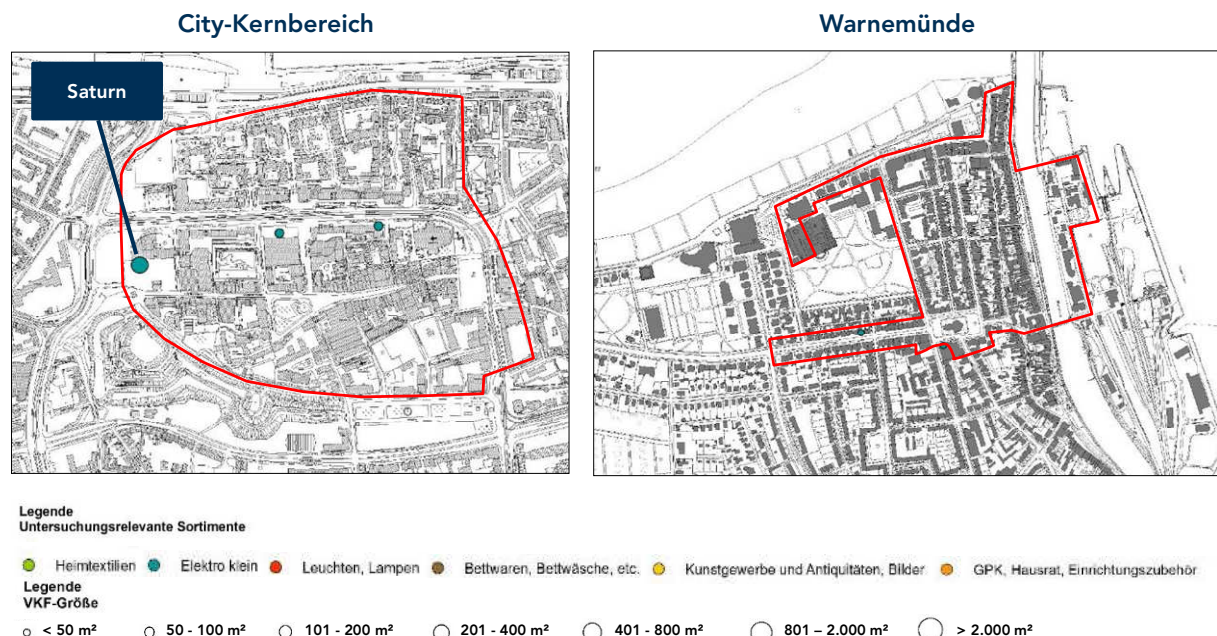 City-Kernbereich
Warnemünde
Saturn
Legende
Untersuchungsrelevante Sortimente
Heimtextilien Elektro klein Leuchten, Lampen Bettwaren, Bettwäsche, etc. Kunstgewerbe und Antiquitäten, Bilder GPK, Hausrat, Einrichtungszubehör
Legende
VKF-Größe
< 50 m² 50 - 100 m² 101 - 200 m² 201 - 400 m² 401 - 800 m² 801 – 2.000 m² > 2.000 m²